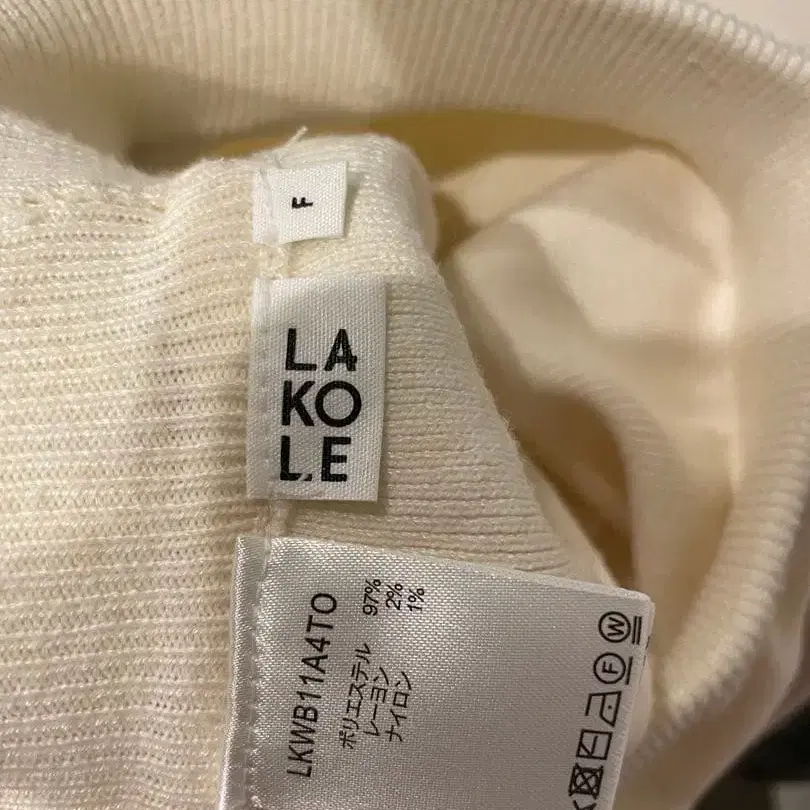 F
LA
KO
LE
LKWB11A4TO
ポリエステル 97%
レーヨン 2%
ナイロン 1%
W
F